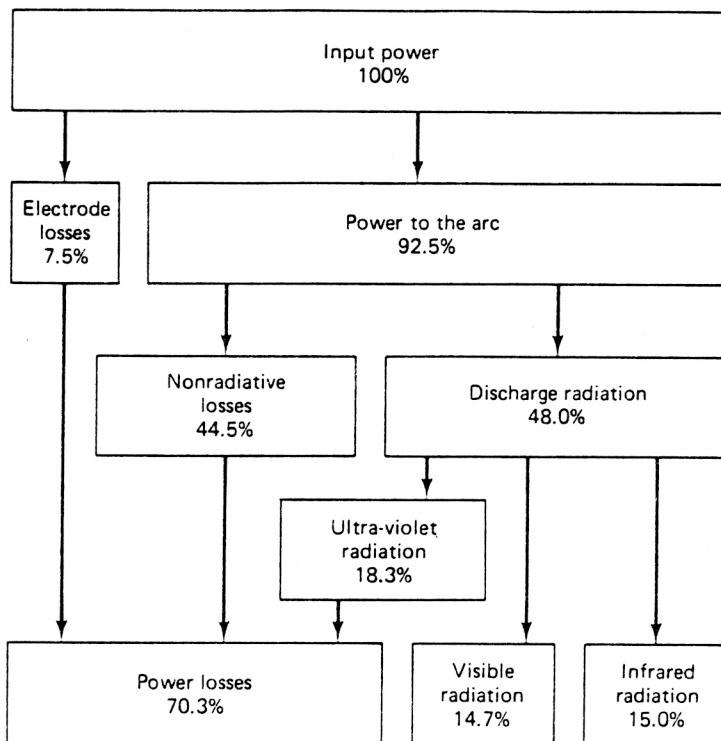 Input power
100%
Electrode
losses
7.5%
Power to the arc
92.5%
Nonradiative
losses
44.5%
Discharge radiation
48.0%
Ultra-violet
radiation
18.3%
Power losses
70.3%
Visible
radiation
14.7%
Infrared
radiation
15.0%